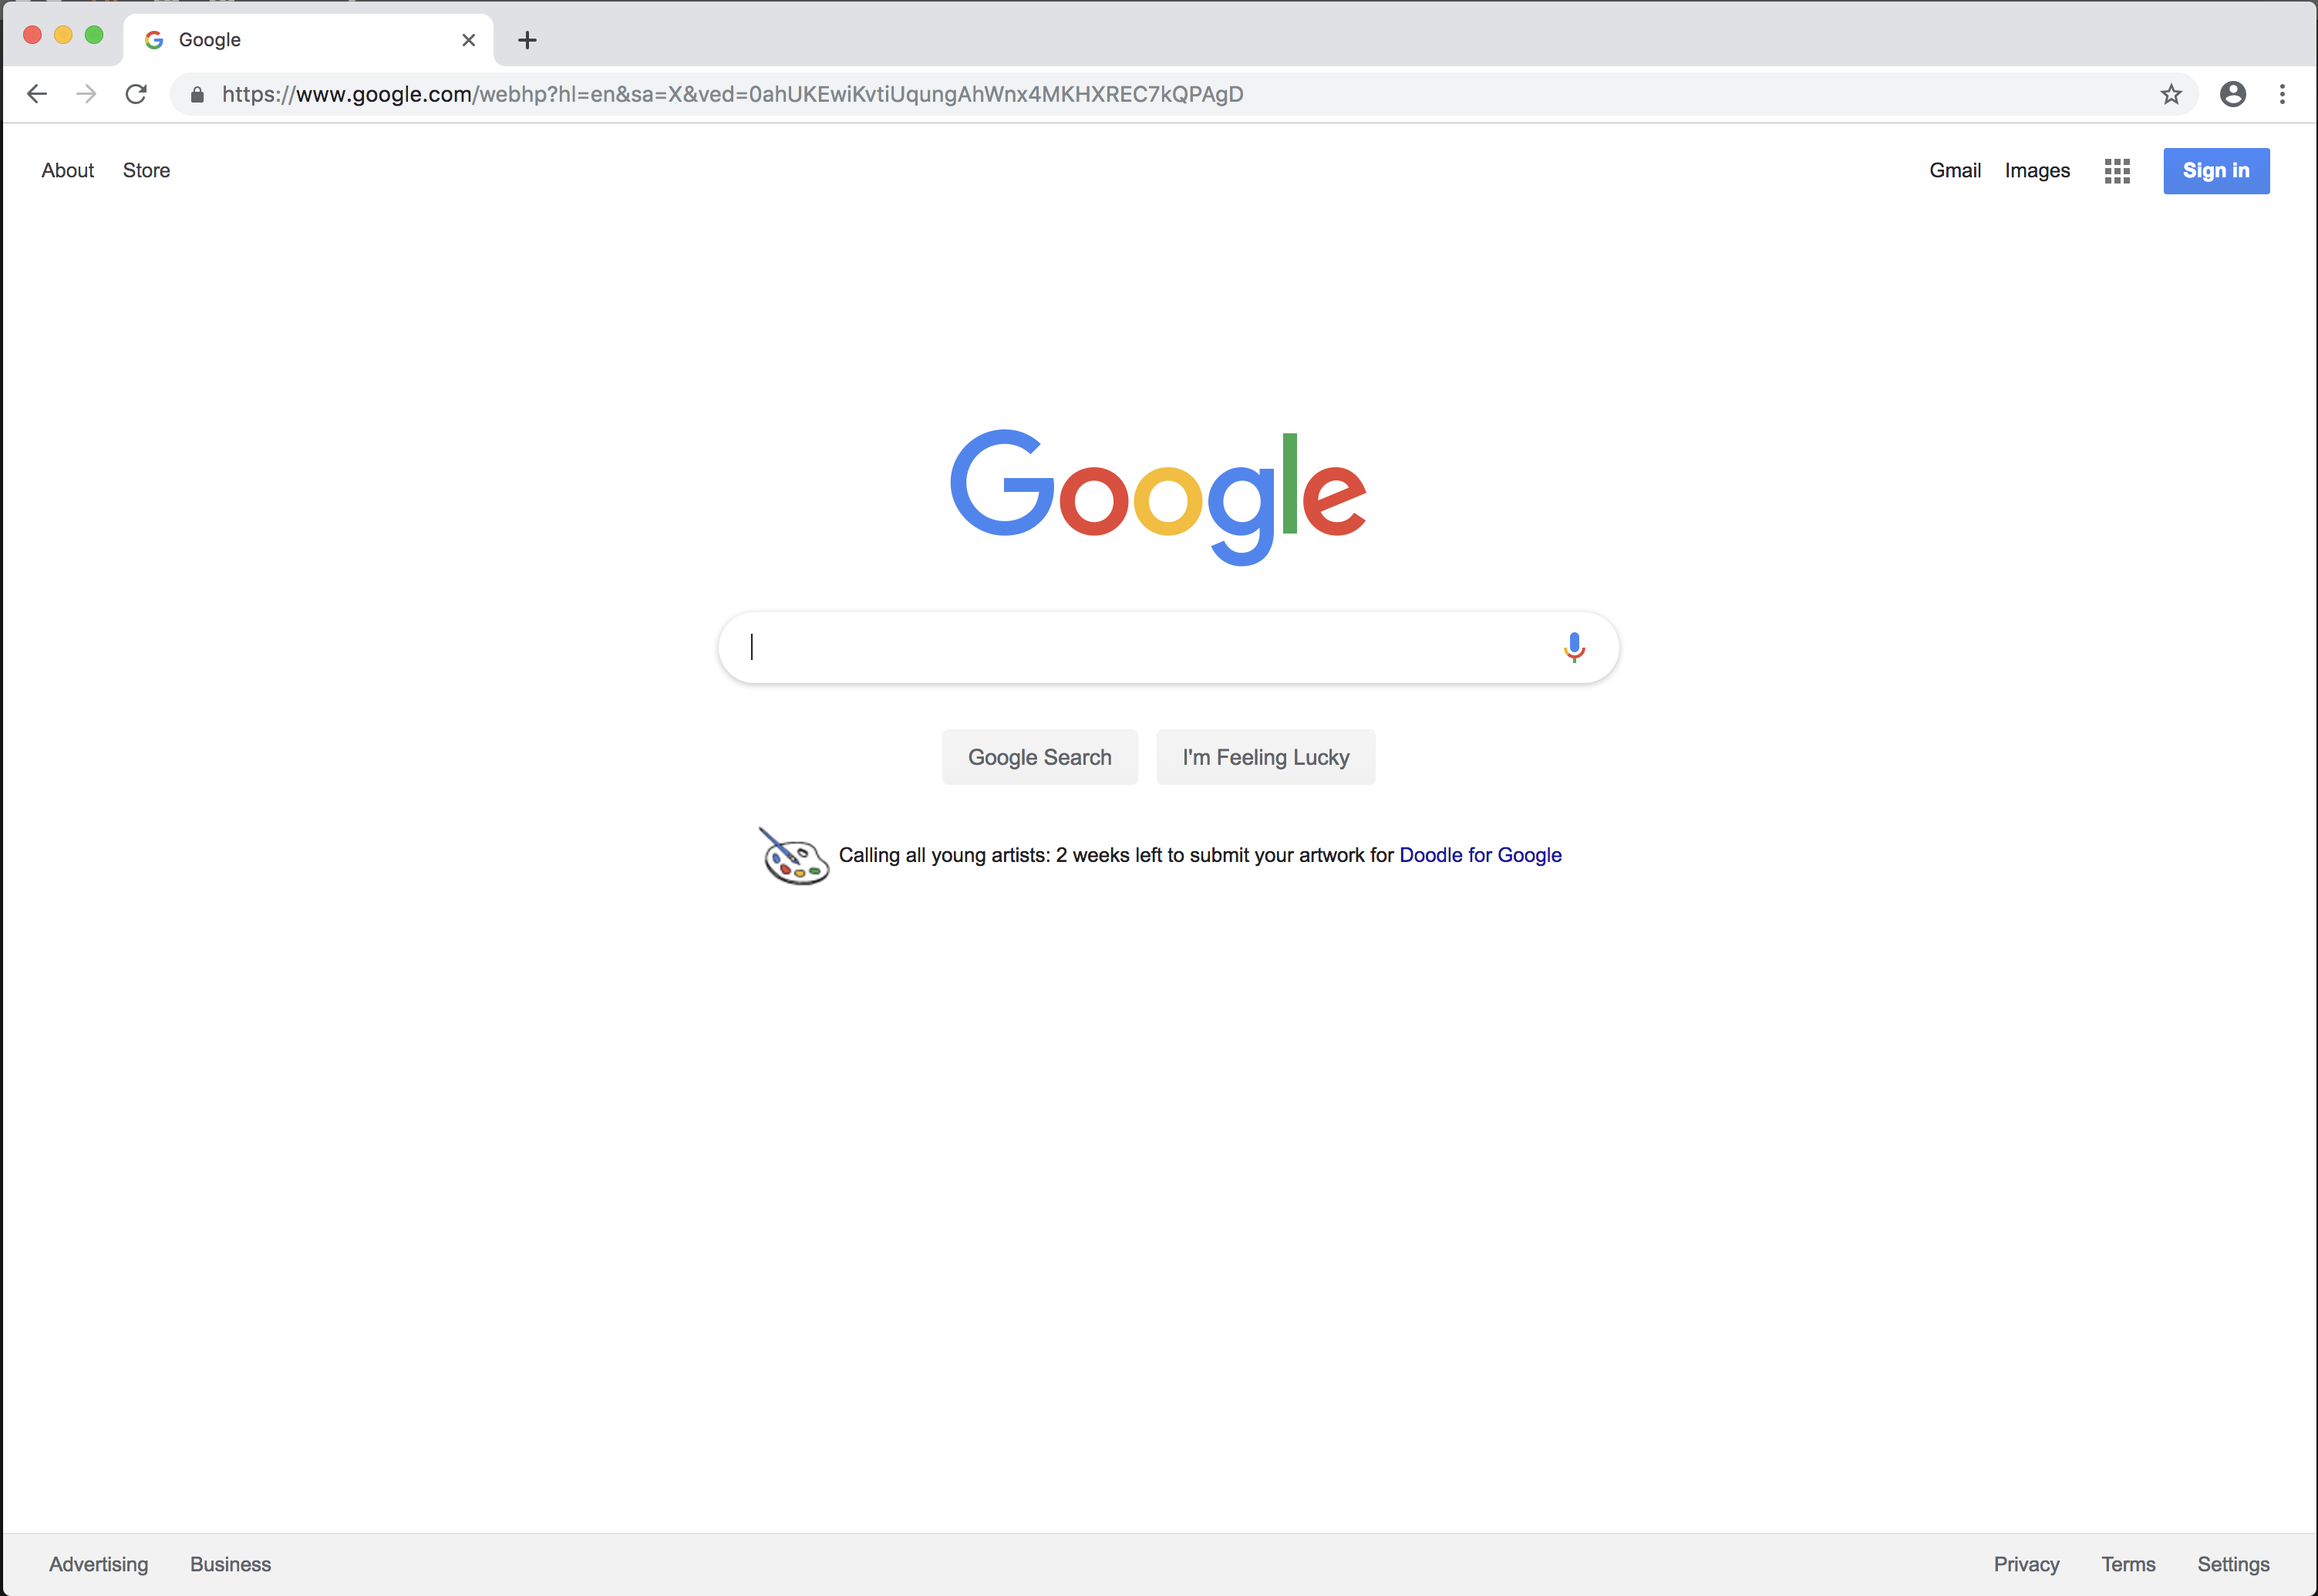 Google
https://www.google.com/webhp?hl=en&sa=X&ved=0ahUKEwiKvtiUqungAhWnx4MKHXREC7kQPAgD
About Store Gmail Images Sign in
Google
Google Search I'm Feeling Lucky
Calling all young artists: 2 weeks left to submit your artwork for Doodle for Google
Advertising Business Privacy Terms Settings